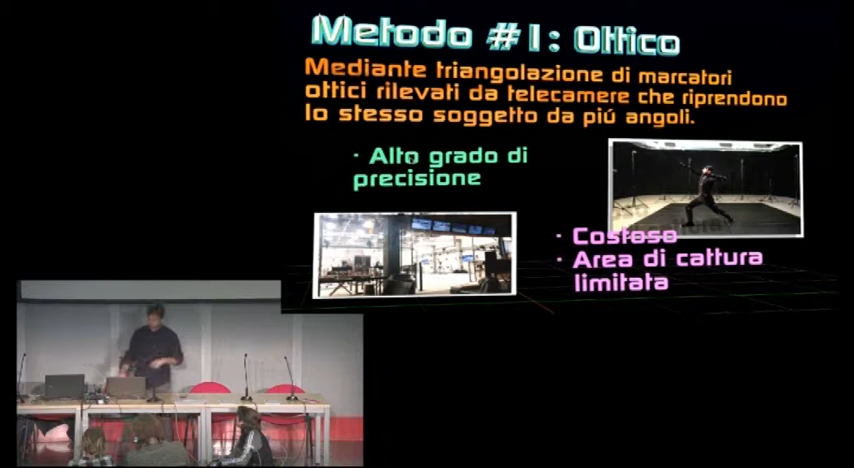 Metodo #1: Ottico
Mediante triangolazione di marcatori
ottici rilevati da telecamere che riprendono
lo stesso soggetto da piú angoli.
· Alto grado di
precisione
· Costoso
· Area di cattura
limitata